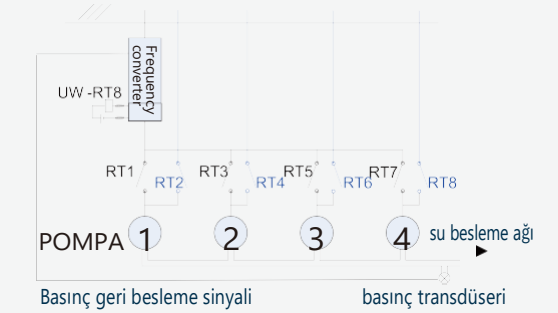 Frequency
converter
UW -RT8
RT1
RT2
RT3
RT4
RT5
RT6
RT7
RT8
POMPA 1 2 3 4
su besleme ağı
Basınç geri besleme sinyali
basınç transdüseri